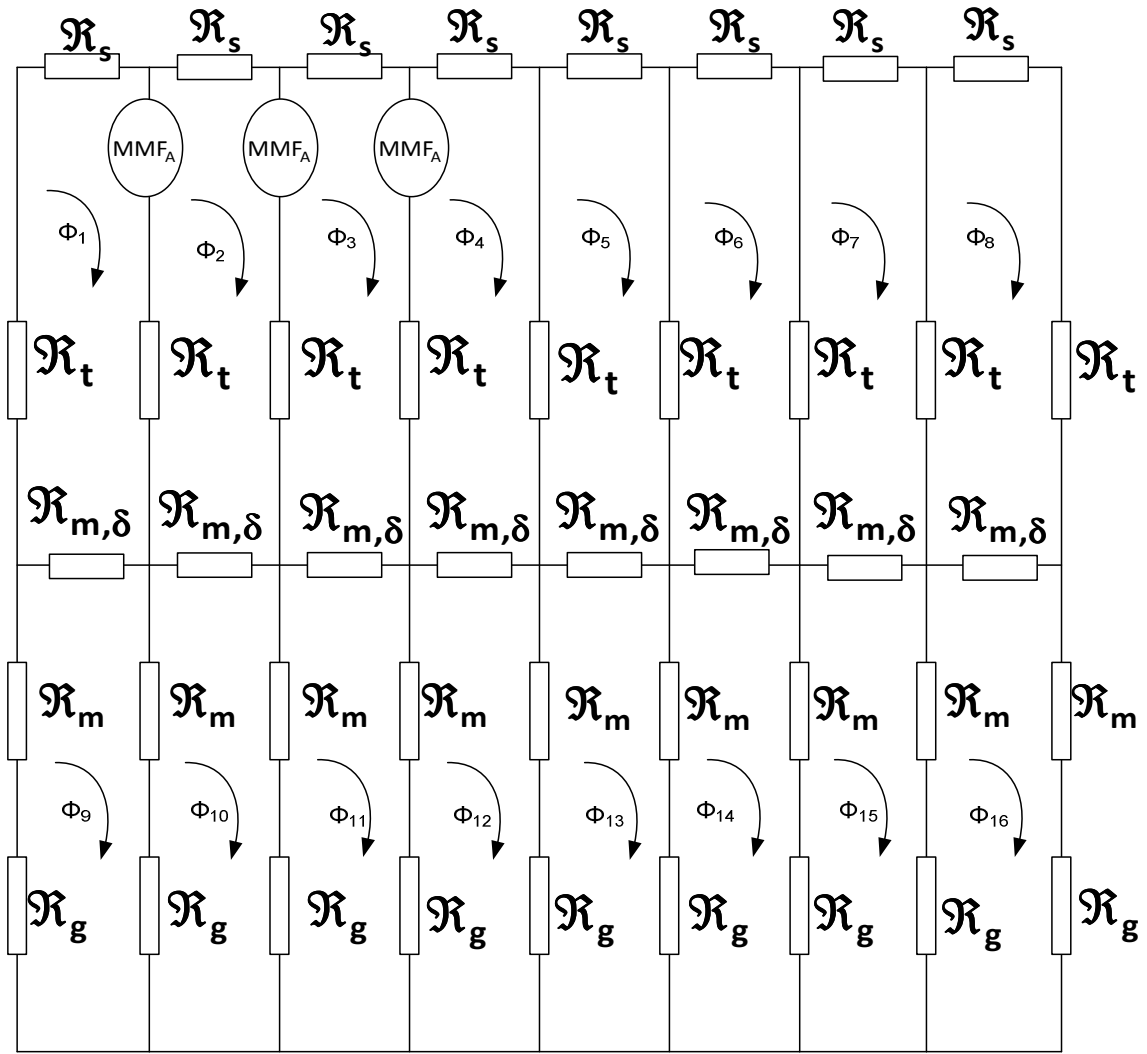 ℜs ℜs ℜs ℜs ℜs ℜs ℜs ℜs
MMFA MMFA MMFA
Φ1 Φ2 Φ3 Φ4 Φ5 Φ6 Φ7 Φ8
ℜt ℜt ℜt ℜt ℜt ℜt ℜt ℜt ℜt
ℜm,δ ℜm,δ ℜm,δ ℜm,δ ℜm,δ ℜm,δ ℜm,δ ℜm,δ
ℜm ℜm ℜm ℜm ℜm ℜm ℜm ℜm ℜm
Φ9 Φ10 Φ11 Φ12 Φ13 Φ14 Φ15 Φ16
ℜg ℜg ℜg ℜg ℜg ℜg ℜg ℜg ℜg